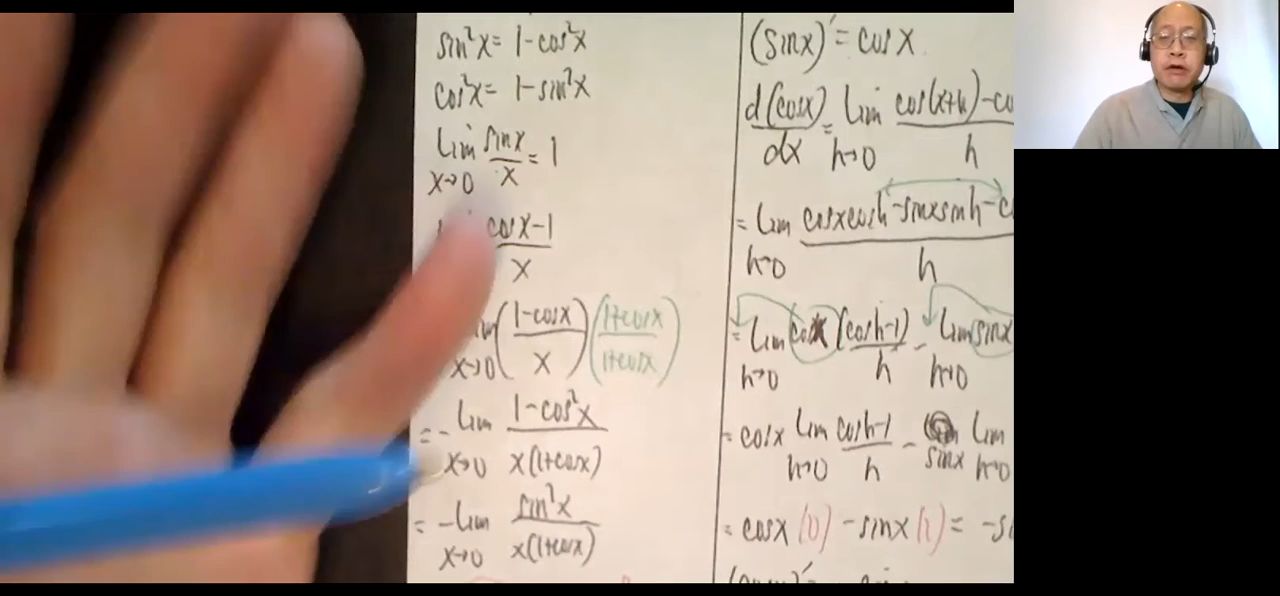 sin²x = 1-cos²x
cos²x = 1-sin²x
lim sinx/x = 1
x→0
cosx-1
x
(1-cosx / x)(1+cosx / 1+cosx)
x→0
= -lim 1-cos²x / x(1+cosx)
x→0
= -lim sin²x / x(1+cosx)
x→0
(sinx)' = cosx.
d(cosx)/dx = lim cos(x+h)-co / h
h→0
= lim cosxcosh-sinxsinh-c / h
h→0
= lim cosx (cosh-1)/h - lim sinx
h→0 h→0
= cosx lim cosh-1 / h - sinx lim
h→0 h→0
= cosx (0) - sinx (1) = -s